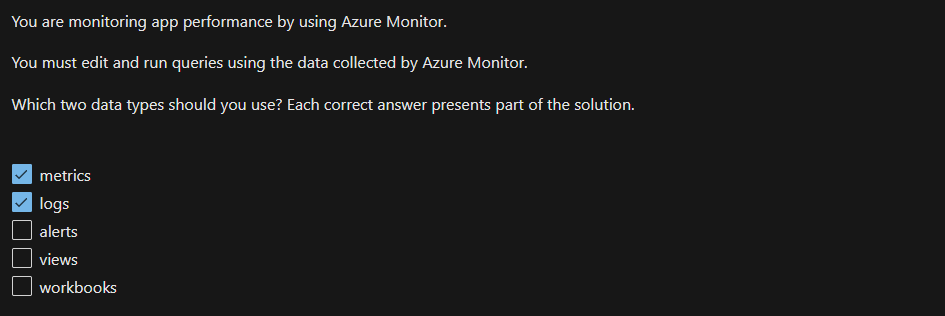 You are monitoring app performance by using Azure Monitor.
You must edit and run queries using the data collected by Azure Monitor.
Which two data types should you use? Each correct answer presents part of the solution.
metrics
logs
alerts
views
workbooks